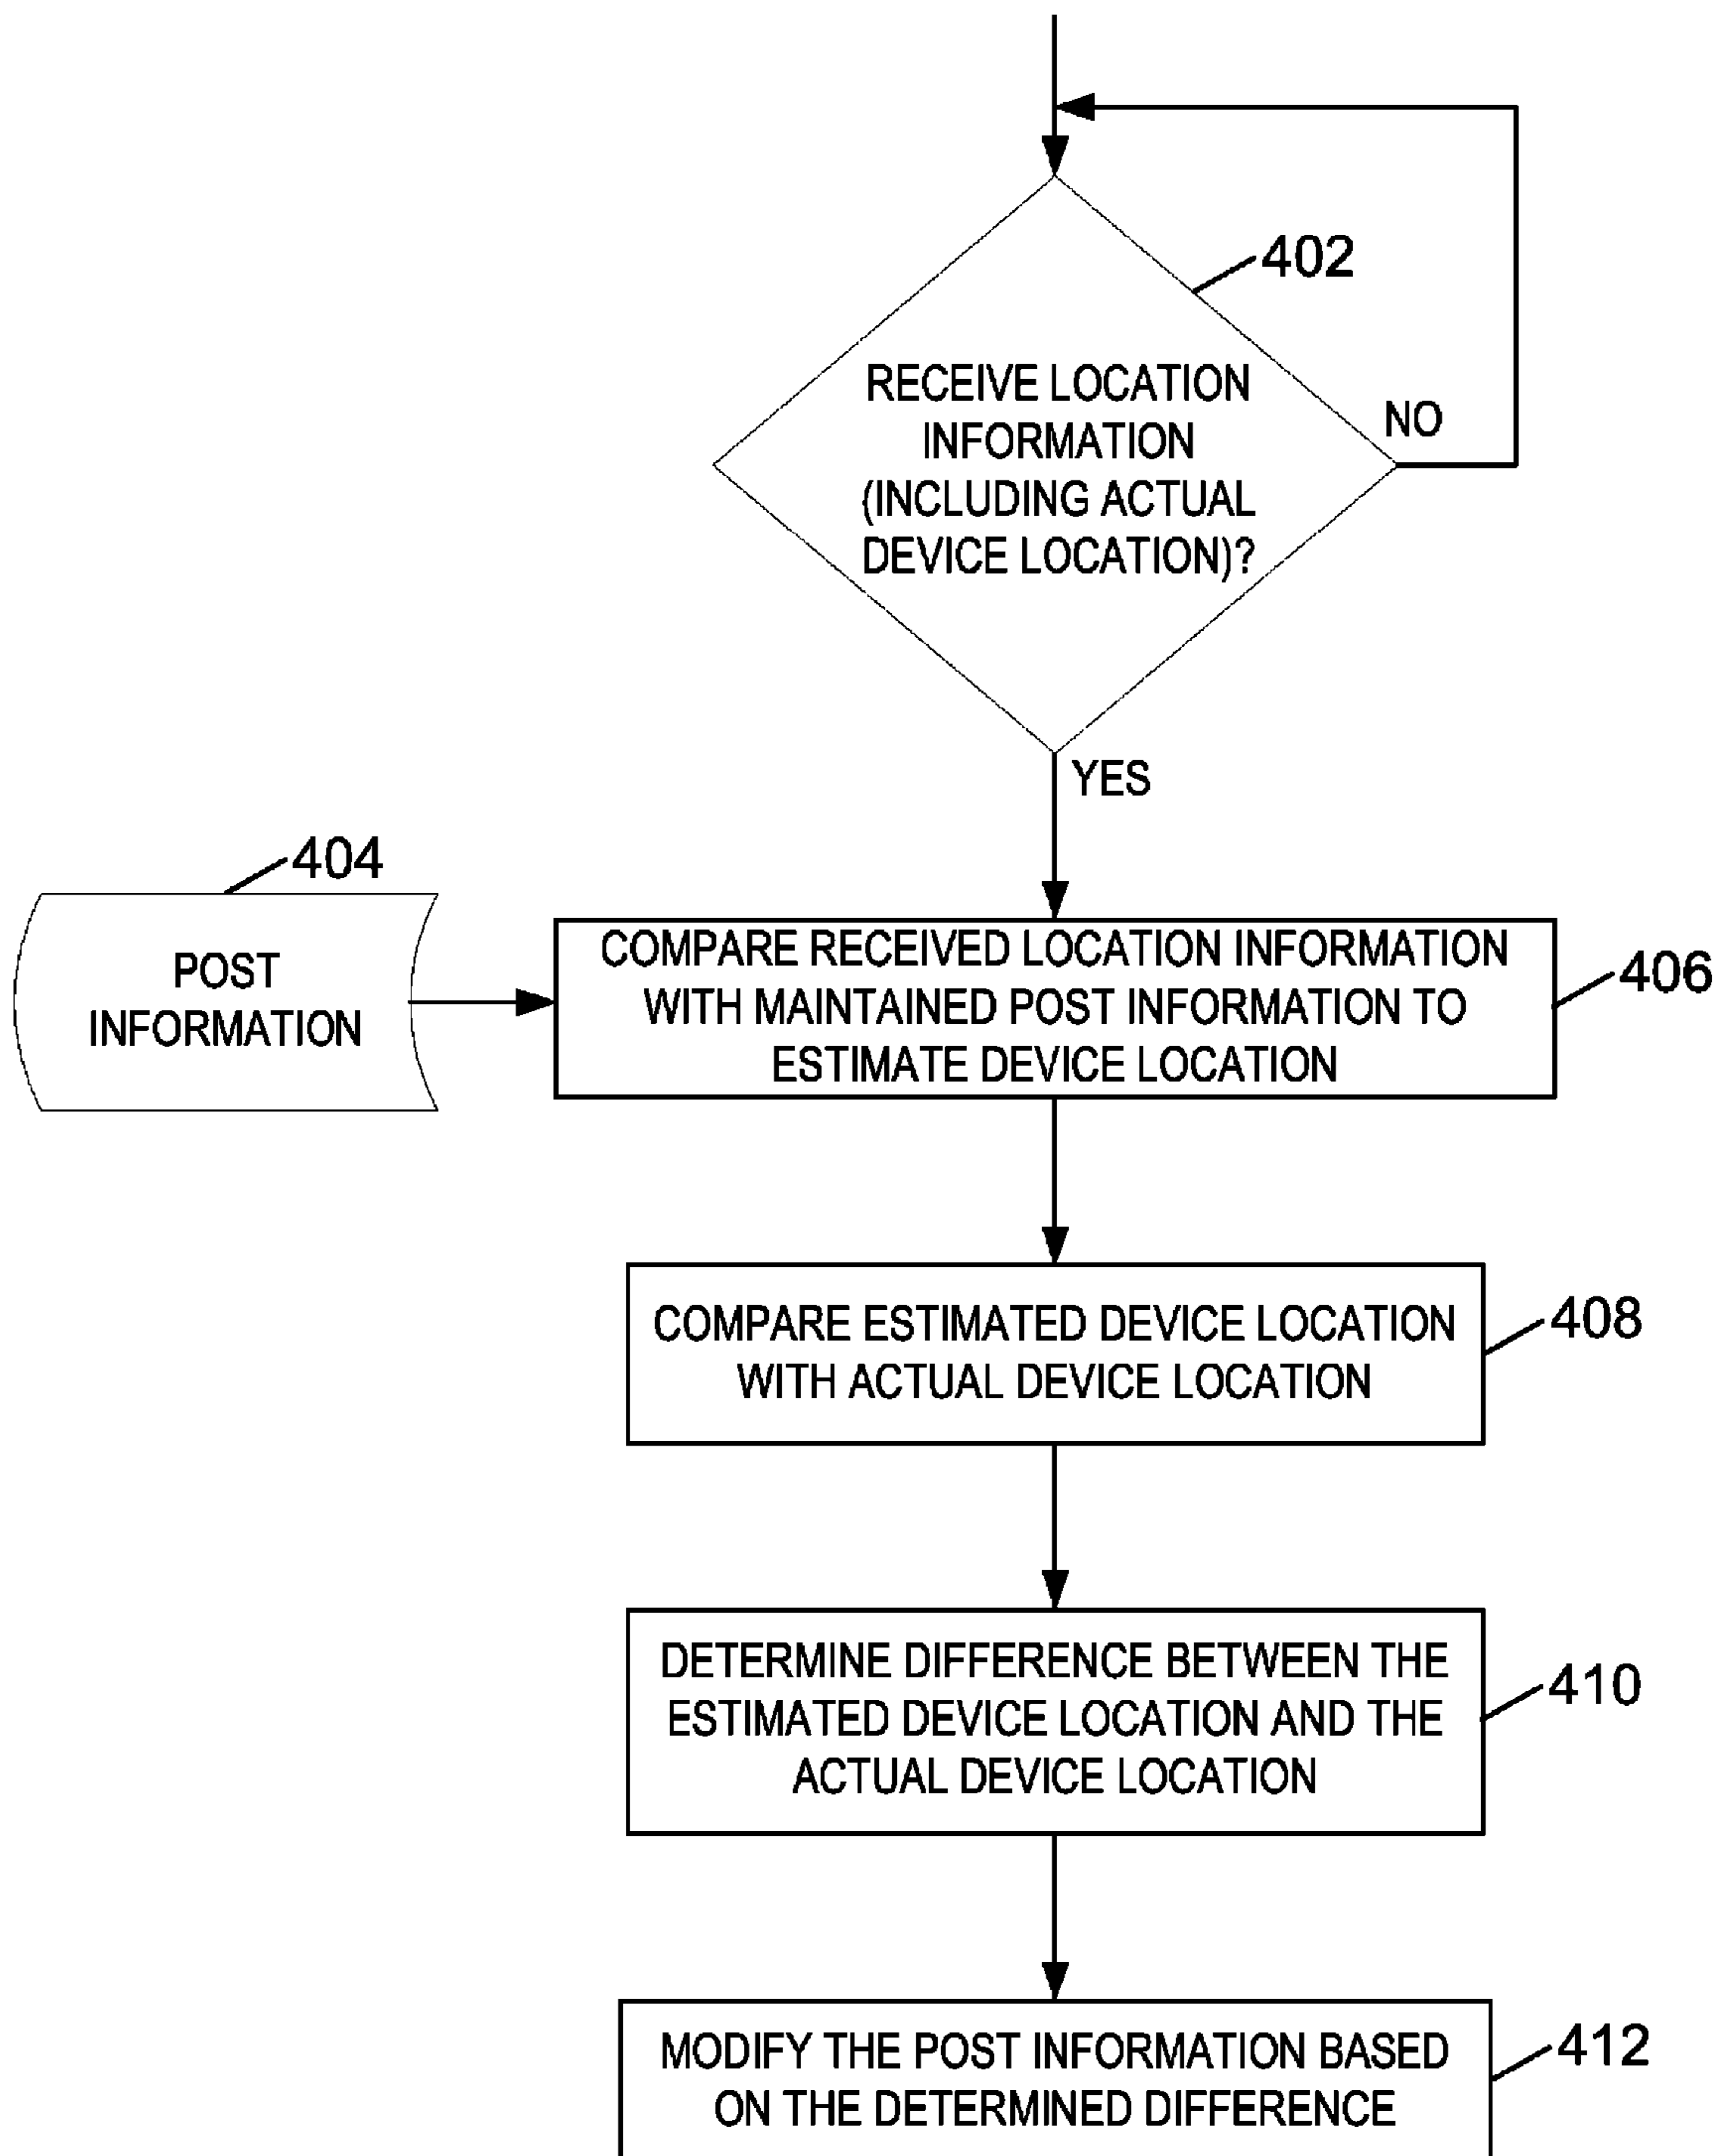 402
RECEIVE LOCATION
INFORMATION
(INCLUDING ACTUAL
DEVICE LOCATION)?
NO
YES
404
POST
INFORMATION
COMPARE RECEIVED LOCATION INFORMATION
WITH MAINTAINED POST INFORMATION TO
ESTIMATE DEVICE LOCATION
406
COMPARE ESTIMATED DEVICE LOCATION
WITH ACTUAL DEVICE LOCATION
408
DETERMINE DIFFERENCE BETWEEN THE
ESTIMATED DEVICE LOCATION AND THE
ACTUAL DEVICE LOCATION
410
MODIFY THE POST INFORMATION BASED
ON THE DETERMINED DIFFERENCE
412